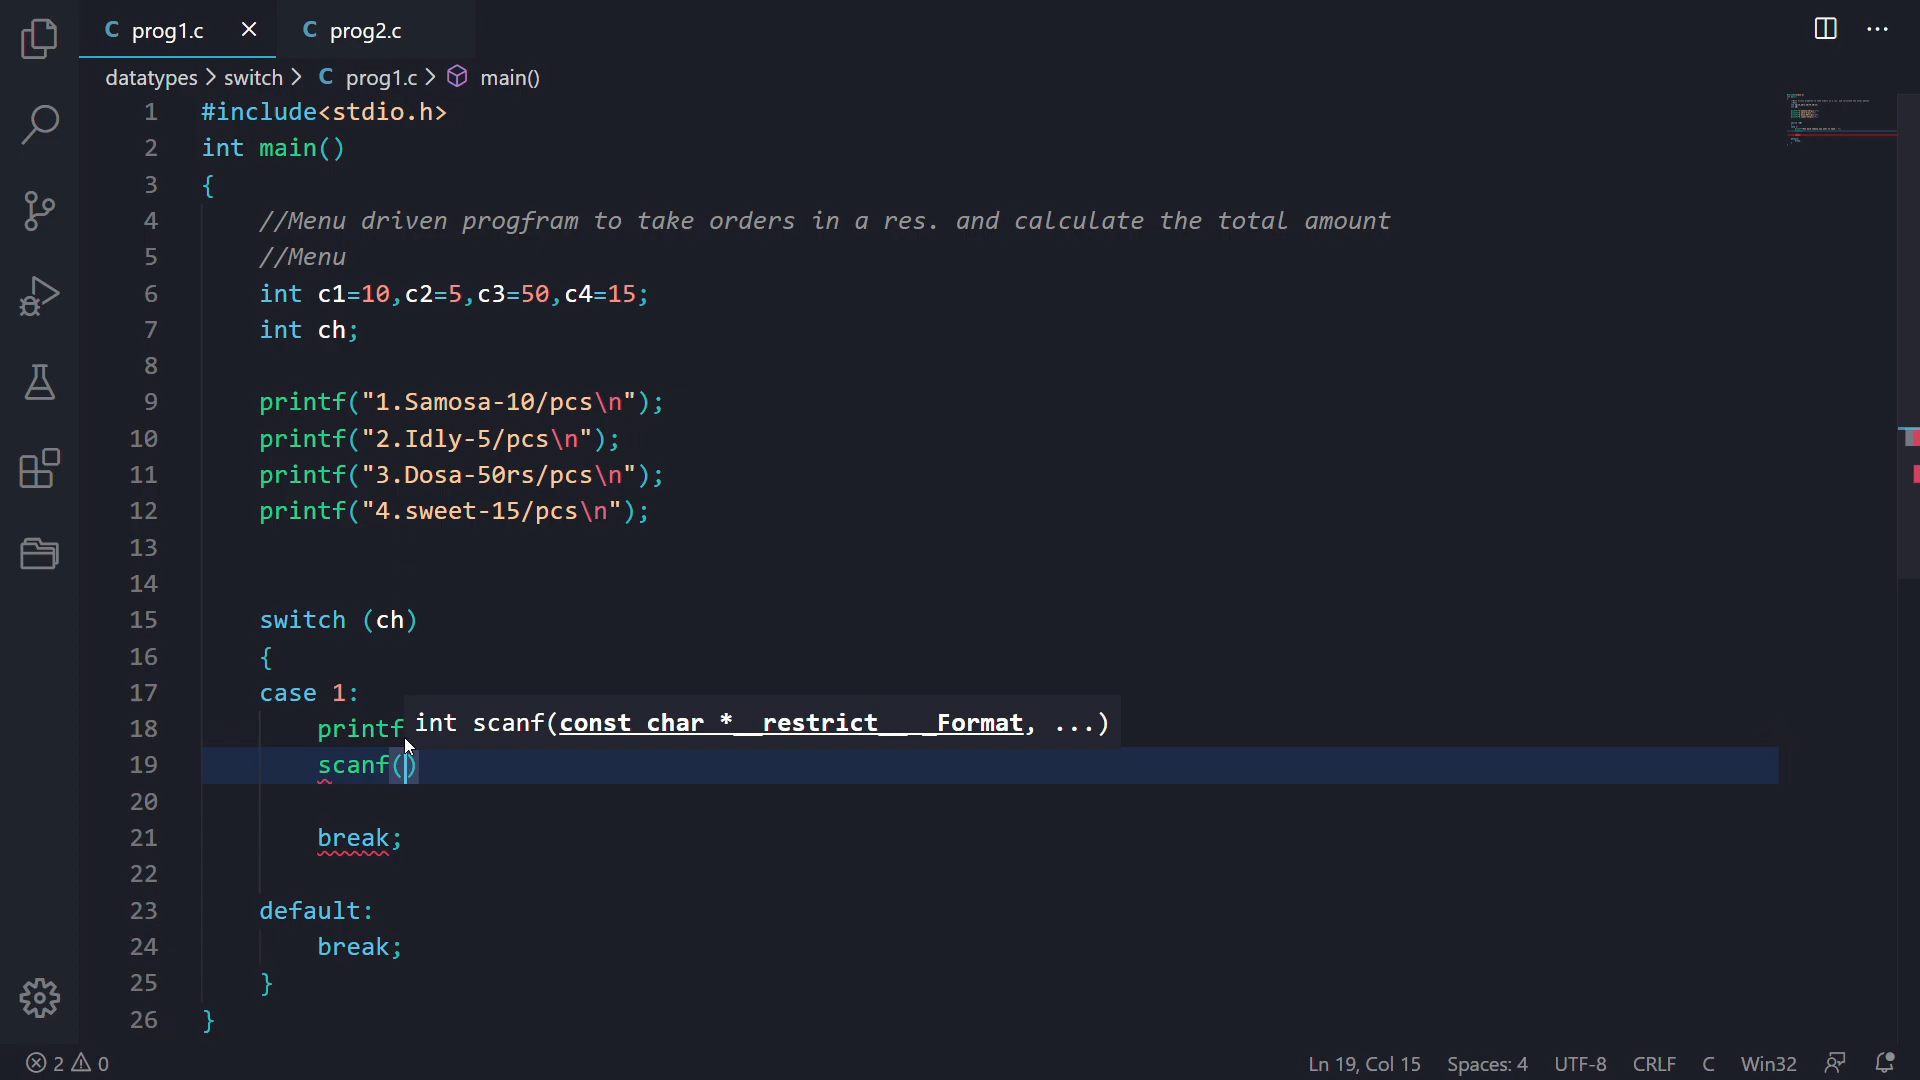 prog1.c
prog2.c
datatypes > switch > C prog1.c > main()
1 #include<stdio.h>
2 int main()
3 {
4 //Menu driven progfram to take orders in a res. and calculate the total amount
5 //Menu
6 int c1=10,c2=5,c3=50,c4=15;
7 int ch;
8
9 printf("1.Samosa-10/pcs\n");
10 printf("2.Idly-5/pcs\n");
11 printf("3.Dosa-50rs/pcs\n");
12 printf("4.sweet-15/pcs\n");
13
14
15 switch (ch)
16 {
17 case 1:
18 printf
int scanf(const char *__restrict___Format, ...)
19 scanf()
20
21 break;
22
23 default:
24 break;
25 }
26 }
2 0 Ln 19, Col 15 Spaces: 4 UTF-8 CRLF C Win32